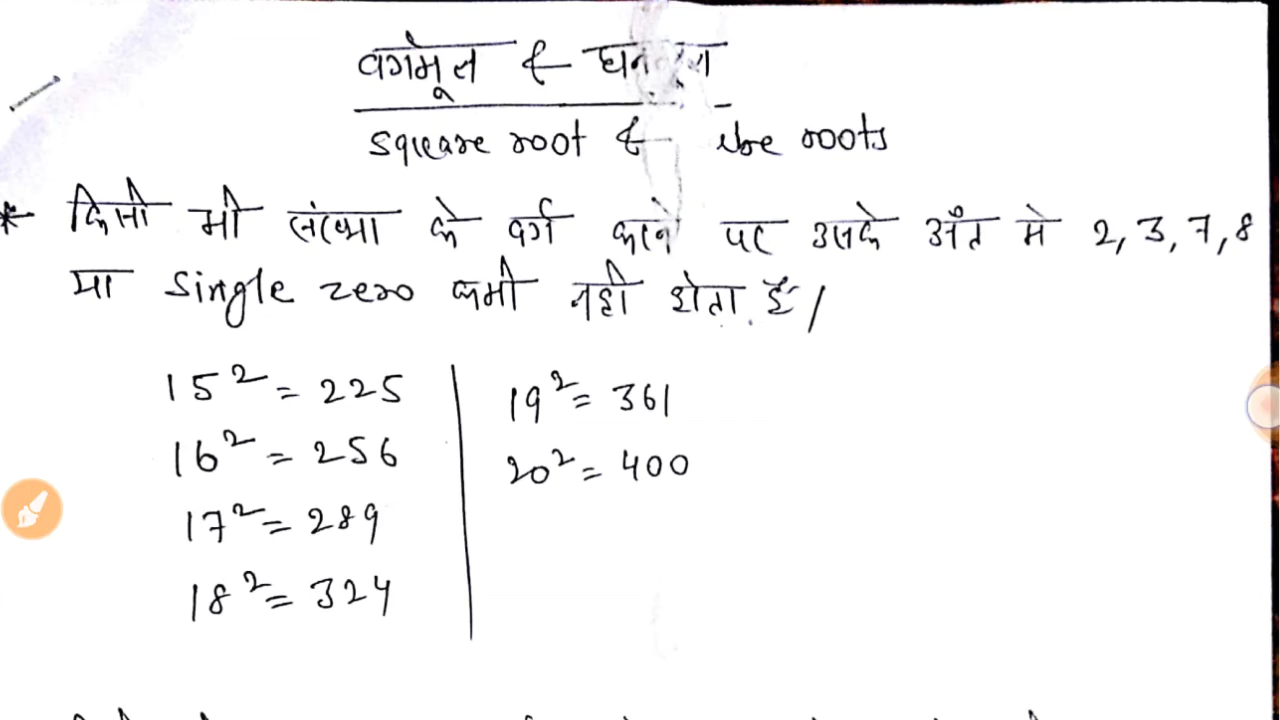 वर्गमूल & घनमूल
square root & roots
* किसी भी संख्या के वर्ग करने पर उसके अंत मे 2, 3, 7, 8
या single zero कभी नही होता है।
15² = 225
16² = 256
17² = 289
18² = 324
19² = 361
20² = 400